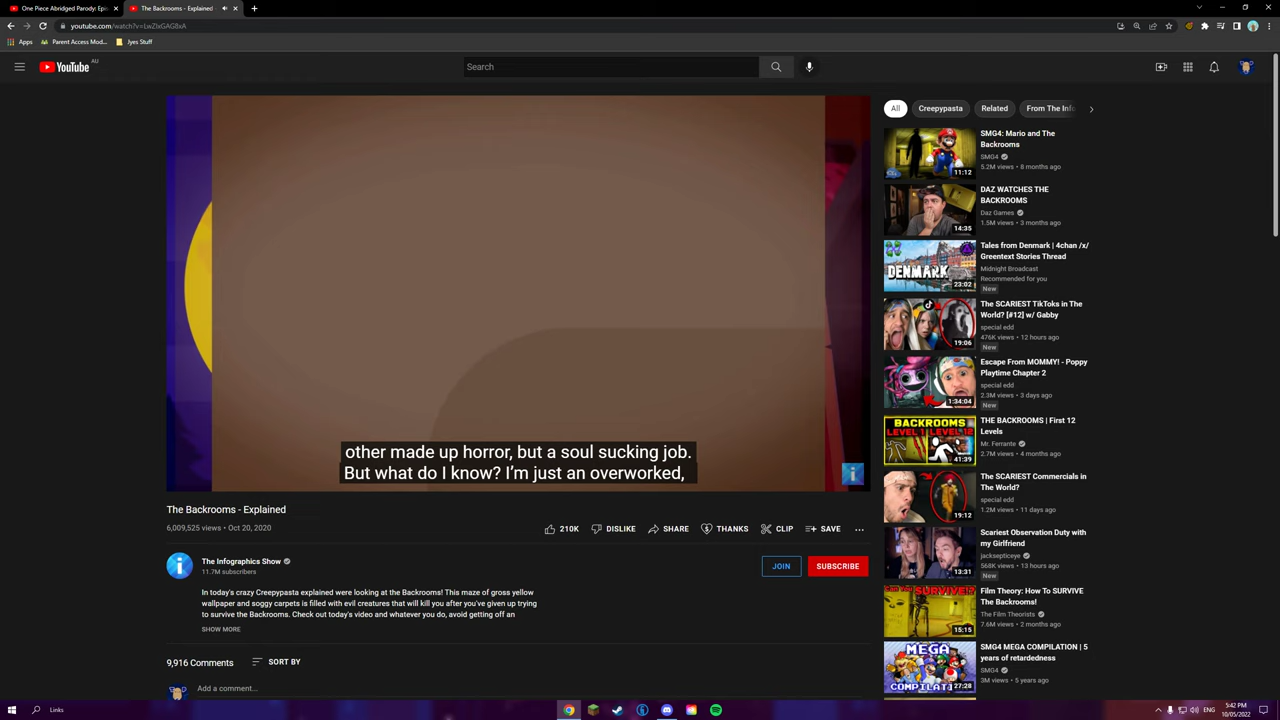 One Piece Abridged Parody! Epi
The Backrooms - Explained
youtube.com/watch?v=LwZIxGAG8xA
Apps
Parent Access Mod...
Jyes Stuff
YouTube AU
Search
All
Creepypasta
Related
From The Info
SMG4: Mario and The
Backrooms
SMG4
5.2M views • 8 months ago
11:12
DAZ WATCHES THE
BACKROOMS
Daz Games
1.5M views • 3 months ago
14:35
Tales from Denmark | 4chan /x/
Greentext Stories Thread
Midnight Broadcast
Recommended for you
New
DENMARK
23:02
The SCARIEST TikToks in The
World? [#12] w/ Gabby
special edd
476K views • 12 hours ago
New
19:06
Escape From MOMMY! - Poppy
Playtime Chapter 2
special edd
2.3M views • 3 days ago
New
1:34:04
THE BACKROOMS | First 12
Levels
Mr. Ferrante
2.7M views • 4 months ago
BACKROOMS
LEVEL 1 LEVEL 12
41:39
The SCARIEST Commercials in
The World?
special edd
1.2M views • 11 days ago
19:12
Scariest Observation Duty with
my Girlfriend
jacksepticeye
568K views • 13 hours ago
New
13:31
Film Theory: How To SURVIVE
The Backrooms!
The Film Theorists
7.6M views • 2 months ago
15:15
SMG4 MEGA COMPILATION | 5
years of retardedness
SMG4
3M views • 5 years ago
MEGA
COMPILATION
27:28
other made up horror, but a soul sucking job.
But what do I know? I'm just an overworked,
The Backrooms - Explained
6,009,525 views • Oct 20, 2020
210K
DISLIKE
SHARE
THANKS
CLIP
SAVE
The Infographics Show
11.7M subscribers
JOIN
SUBSCRIBE
In today's crazy Creepypasta explained were looking at the Backrooms! This maze of gross yellow
wallpaper and soggy carpets is filled with evil creatures that will kill you after you've given up trying
to survive the Backrooms. Check out today's video and whatever you do, avoid getting off an
SHOW MORE
9,916 Comments
SORT BY
Add a comment...
Links
ENG
5:42 PM
10/05/2022